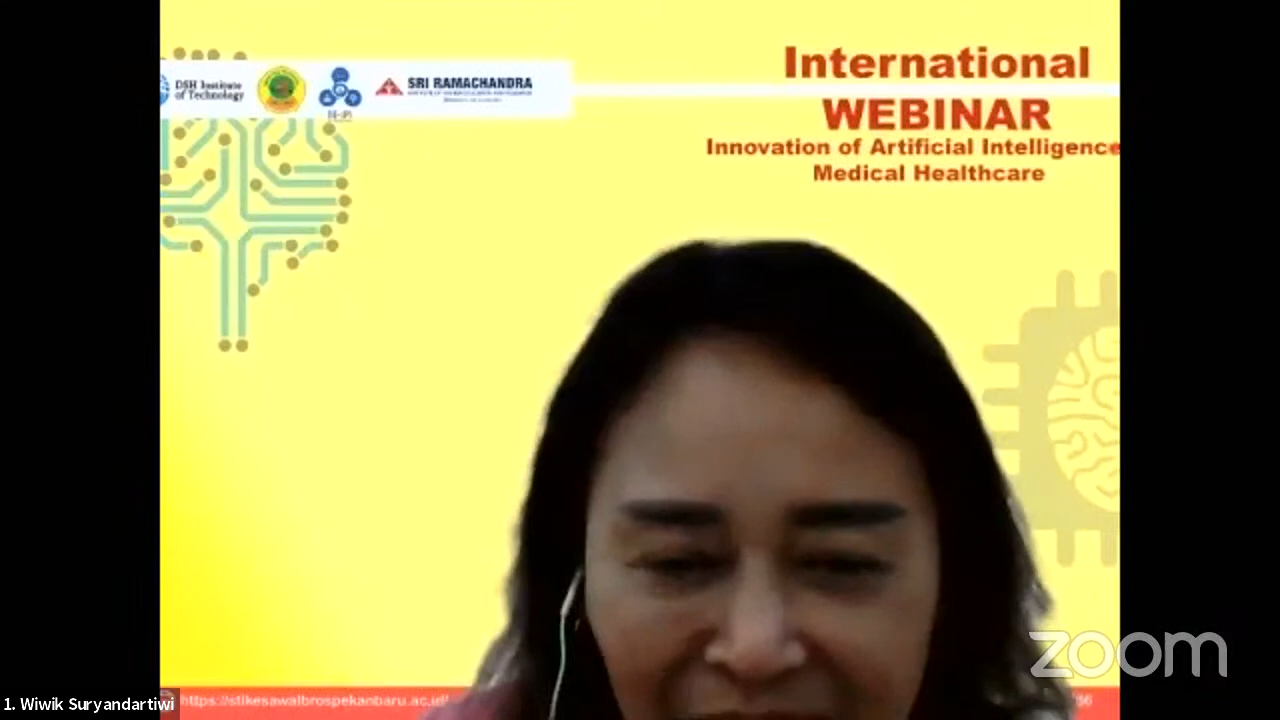 International
WEBINAR
Innovation of Artificial Intelligence
Medical Healthcare
DSH Institute
of Technology
SRI RAMACHANDRA
zoom
1. Wiwik Suryandartiwi
https://stikesawalbrospekanbaru.ac.id/